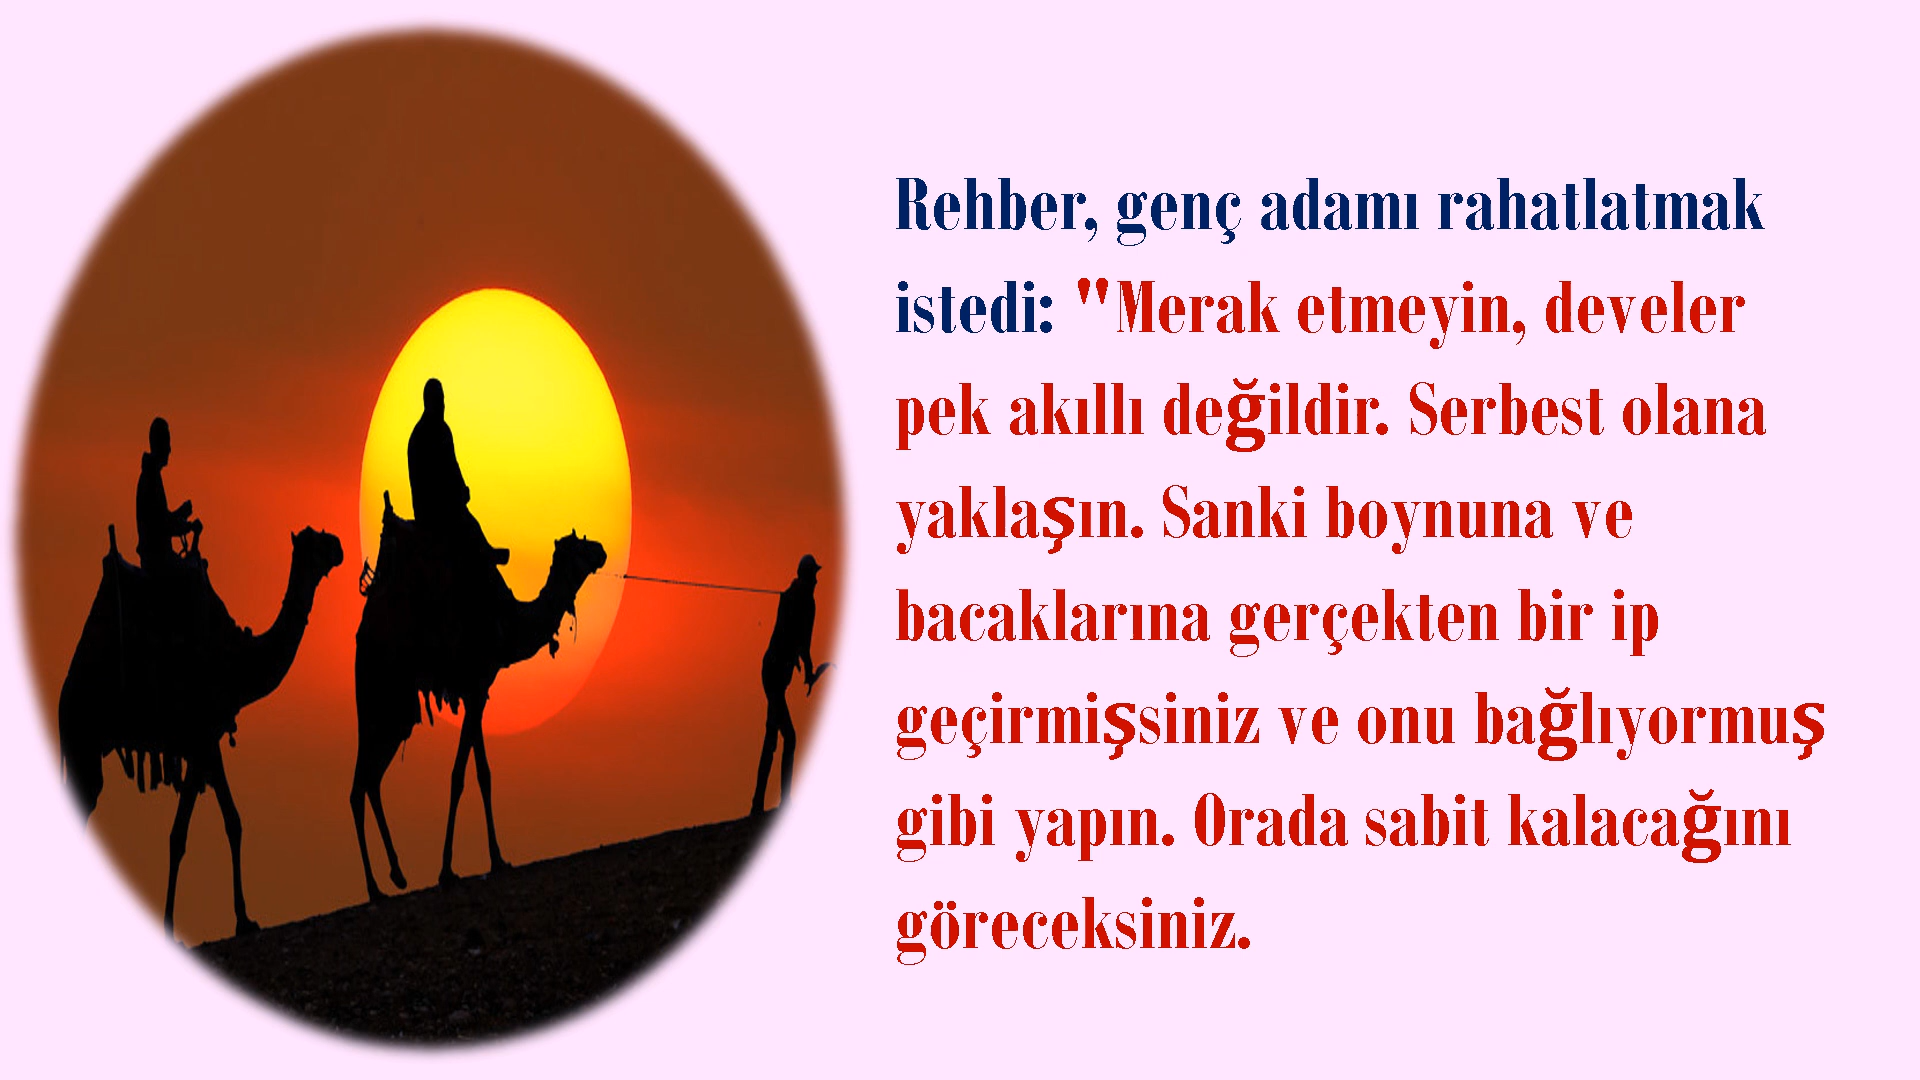 Rehber, genç adamı rahatlatmak
istedi: "Merak etmeyin, develer
pek akıllı değildir. Serbest olana
yaklaşın. Sanki boynuna ve
bacaklarına gerçekten bir ip
geçirmişsiniz ve onu bağlıyormuş
gibi yapın. Orada sabit kalacağını
göreceksiniz.